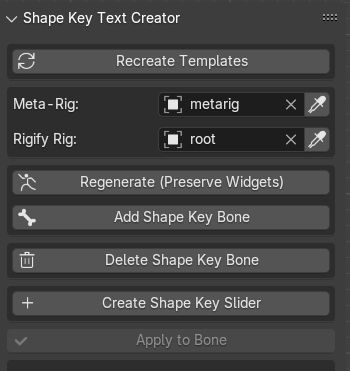 Shape Key Text Creator
Recreate Templates
Meta-Rig: metarig
Rigify Rig: root
Regenerate (Preserve Widgets)
Add Shape Key Bone
Delete Shape Key Bone
Create Shape Key Slider
Apply to Bone